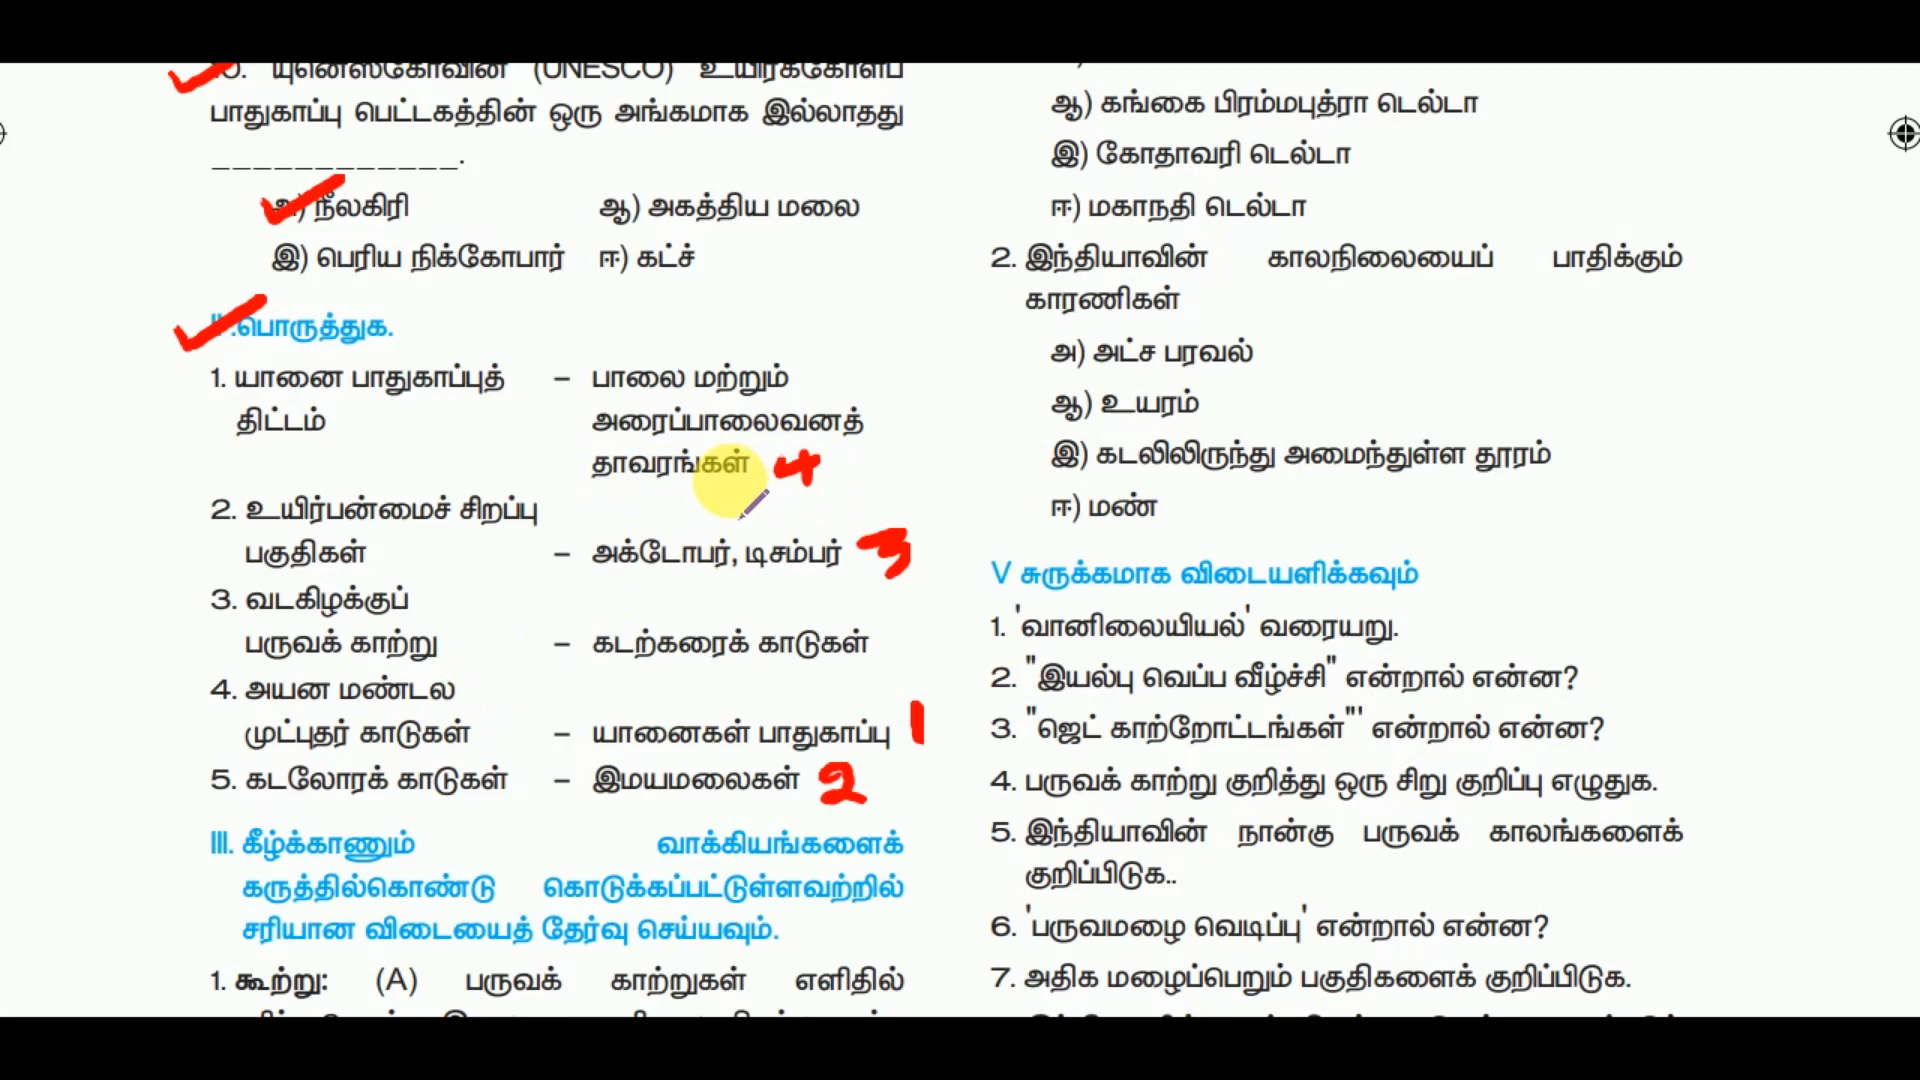 10. யுனெஸ்கோவின் (UNESCO) உயிர்க்கோளப்
பாதுகாப்பு பெட்டகத்தின் ஒரு அங்கமாக இல்லாதது
____________.
அ) நீலகிரி ஆ) அகத்திய மலை
இ) பெரிய நிக்கோபார் ஈ) கட்ச்
II .பொருத்துக.
1. யானை பாதுகாப்புத் – பாலை மற்றும்
திட்டம் அரைப்பாலைவனத்
தாவரங்கள் 4
2. உயிர்பன்மைச் சிறப்பு
பகுதிகள் – அக்டோபர், டிசம்பர் 3
3. வடகிழக்குப்
பருவக் காற்று – கடற்கரைக் காடுகள்
4. அயன மண்டல
முட்புதர் காடுகள் – யானைகள் பாதுகாப்பு 1
5. கடலோரக் காடுகள் – இமயமலைகள் 2
III. கீழ்க்காணும் வாக்கியங்களைக்
கருத்தில்கொண்டு கொடுக்கப்பட்டுள்ளவற்றில்
சரியான விடையைத் தேர்வு செய்யவும்.
1. கூற்று: (A) பருவக் காற்றுகள் எளிதில்
ஆ) கங்கை பிரம்மபுத்ரா டெல்டா
இ) கோதாவரி டெல்டா
ஈ) மகாநதி டெல்டா
2. இந்தியாவின் காலநிலையைப் பாதிக்கும்
காரணிகள்
அ) அட்ச பரவல்
ஆ) உயரம்
இ) கடலிலிருந்து அமைந்துள்ள தூரம்
ஈ) மண்
V சுருக்கமாக விடையளிக்கவும்
1. 'வானிலையியல்' வரையறு.
2. "இயல்பு வெப்ப வீழ்ச்சி" என்றால் என்ன?
3. "ஜெட் காற்றோட்டங்கள்"' என்றால் என்ன?
4. பருவக் காற்று குறித்து ஒரு சிறு குறிப்பு எழுதுக.
5. இந்தியாவின் நான்கு பருவக் காலங்களைக்
குறிப்பிடுக..
6. 'பருவமழை வெடிப்பு' என்றால் என்ன?
7. அதிக மழைப்பெறும் பகுதிகளைக் குறிப்பிடுக.